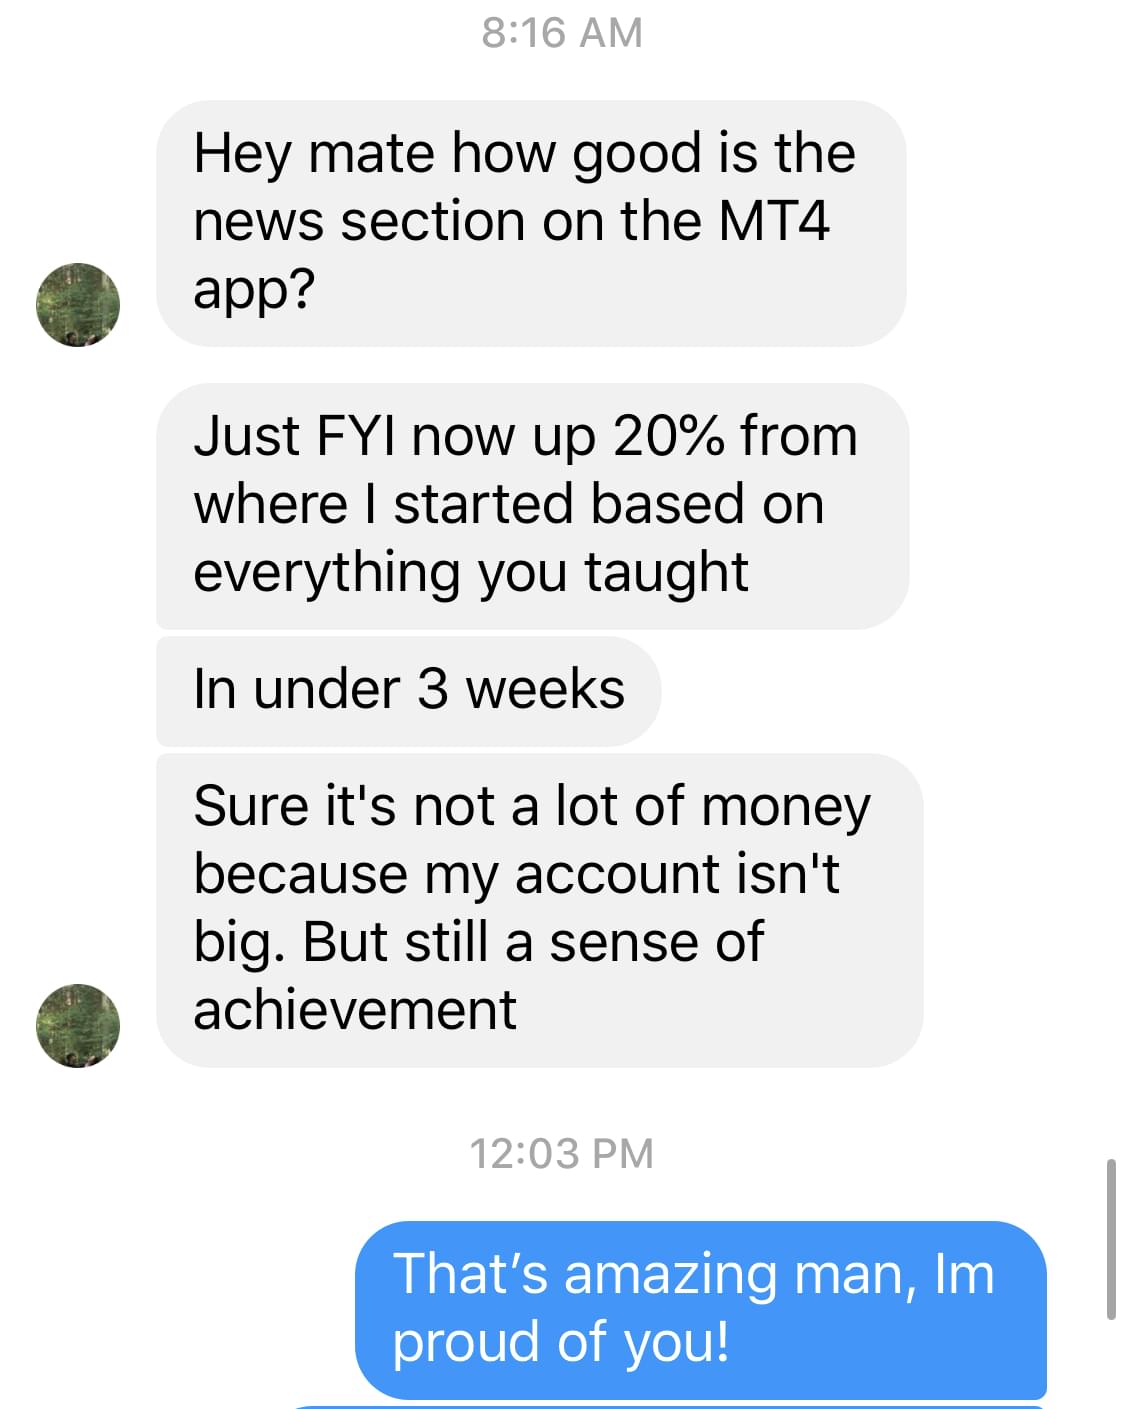 8:16 AM
Hey mate how good is the
news section on the MT4
app?
Just FYI now up 20% from
where I started based on
everything you taught
In under 3 weeks
Sure it's not a lot of money
because my account isn't
big. But still a sense of
achievement
12:03 PM
That’s amazing man, Im
proud of you!